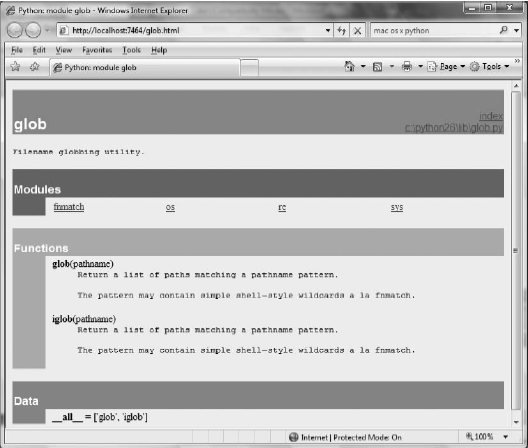 Python: module glob - Windows Internet Explorer
http://localhost:7464/glob.html
mac os x python
File Edit View Favorites Tools Help
Python: module glob
Page Tools
index
glob
c:\python26\lib\glob.py
Filename globbing utility.
Modules
fnmatch os re sys
Functions
glob(pathname)
Return a list of paths matching a pathname pattern.
The pattern may contain simple shell-style wildcards a la fnmatch.
iglob(pathname)
Return a list of paths matching a pathname pattern.
The pattern may contain simple shell-style wildcards a la fnmatch.
Data
__all__ = ['glob', 'iglob']
Internet | Protected Mode: On 100%